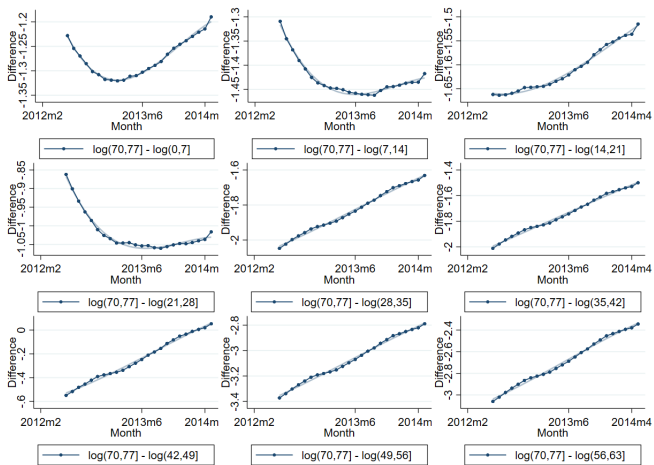 Difference
-1.35 -1.3 -1.25 -1.2
2012m2 2013m6 2014m
Month
log(70,77] - log(0,7]
Difference
-1.45 -1.4 -1.35 -1.3
2012m2 2013m6 2014m
Month
log(70,77] - log(7,14]
Difference
-1.65 -1.6 -1.55 -1.5
2012m2 2013m6 2014m4
Month
log(70,77] - log(14,21]
Difference
-1.05 -1 -.95 -.9 -.85
2012m2 2013m6 2014m
Month
log(70,77] - log(21,28]
Difference
-2 -1.8 -1.6
2012m2 2013m6 2014m
Month
log(70,77] - log(28,35]
Difference
-2 -1.8 -1.6 -1.4
2012m2 2013m6 2014m4
Month
log(70,77] - log(35,42]
Difference
-.6 -.4 -.2 0
2012m2 2013m6 2014m
Month
log(70,77] - log(42,49]
Difference
-3.4 -3.2 -3 -2.8
2012m2 2013m6 2014m
Month
log(70,77] - log(49,56]
Difference
-3 -2.8 -2.6 -2.4
2012m2 2013m6 2014m4
Month
log(70,77] - log(56,63]